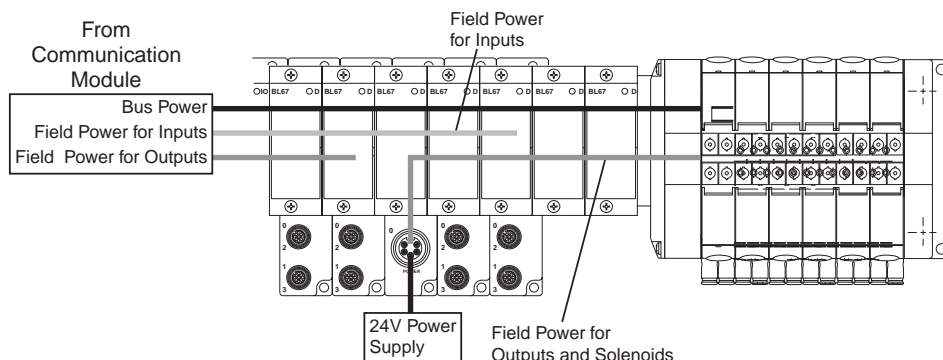 From
Communication
Module
Field Power
for Inputs
IO BL67 D BL67 D BL67 D BL67 D BL67 D BL67 D BL67 D
Bus Power
Field Power for Inputs
Field Power for Outputs
0 0 0 0 0
2 2 2 2
1 1 1 1
3 3 POWER 3 3
24V Power
Supply
Field Power for
Outputs and Solenoids